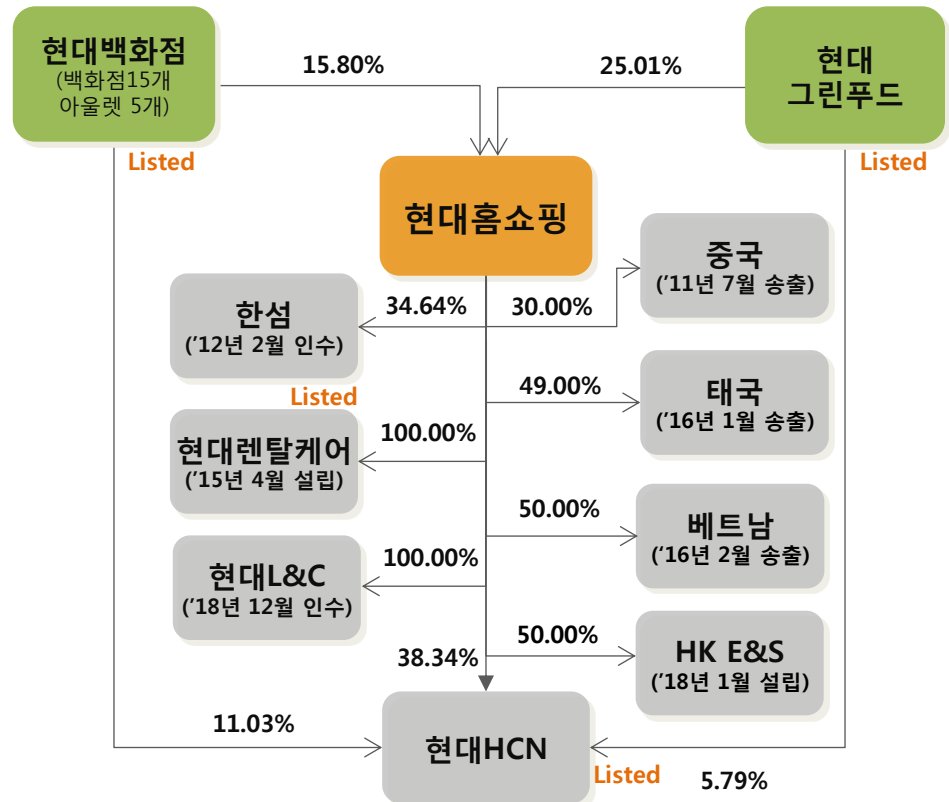 현대백화점
(백화점15개
아울렛 5개)
15.80%
25.01%
현대
그린푸드
Listed
Listed
현대홈쇼핑
중국
('11년 7월 송출)
한섬
('12년 2월 인수)
34.64%
30.00%
Listed
49.00%
태국
('16년 1월 송출)
현대렌탈케어
('15년 4월 설립)
100.00%
50.00%
베트남
('16년 2월 송출)
현대L&C
('18년 12월 인수)
100.00%
50.00%
HK E&S
('18년 1월 설립)
38.34%
11.03%
현대HCN
Listed
5.79%